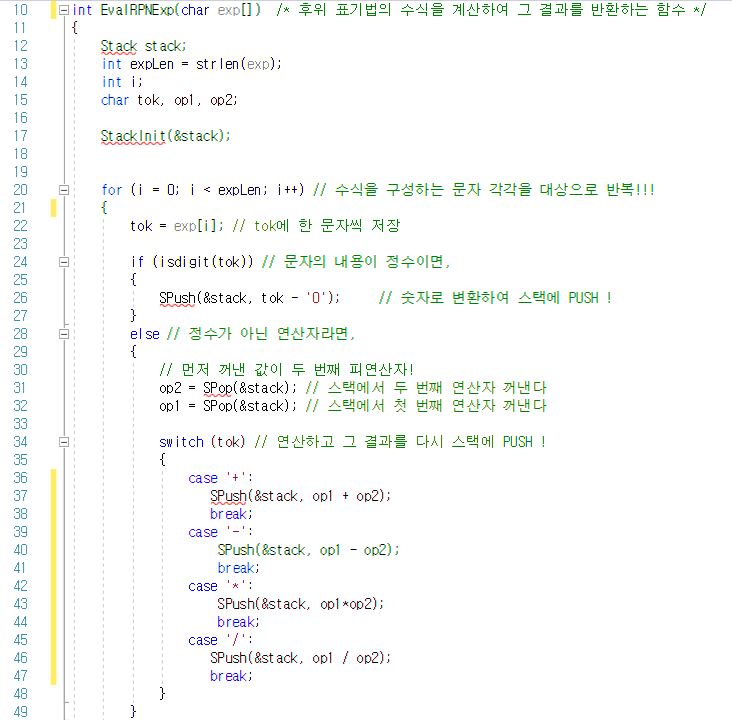 10 int EvalRPNExp(char exp[]) /* 후위 표기법의 수식을 계산하여 그 결과를 반환하는 함수 */
11 {
12 Stack stack;
13 int expLen = strlen(exp);
14 int i;
15 char tok, op1, op2;
16
17 StackInit(&stack);
18
19
20 for (i = 0; i < expLen; i++) // 수식을 구성하는 문자 각각을 대상으로 반복!!!
21 {
22 tok = exp[i]; // tok에 한 문자씩 저장
23
24 if (isdigit(tok)) // 문자의 내용이 정수이면,
25 {
26 SPush(&stack, tok - '0'); // 숫자로 변환하여 스택에 PUSH !
27 }
28 else // 정수가 아닌 연산자라면,
29 {
30 // 먼저 꺼낸 값이 두 번째 피연산자!
31 op2 = SPop(&stack); // 스택에서 두 번째 연산자 꺼낸다
32 op1 = SPop(&stack); // 스택에서 첫 번째 연산자 꺼낸다
33
34 switch (tok) // 연산하고 그 결과를 다시 스택에 PUSH !
35 {
36 case '+':
37 SPush(&stack, op1 + op2);
38 break;
39 case '-':
40 SPush(&stack, op1 - op2);
41 break;
42 case '*':
43 SPush(&stack, op1*op2);
44 break;
45 case '/':
46 SPush(&stack, op1 / op2);
47 break;
48 }
49 }